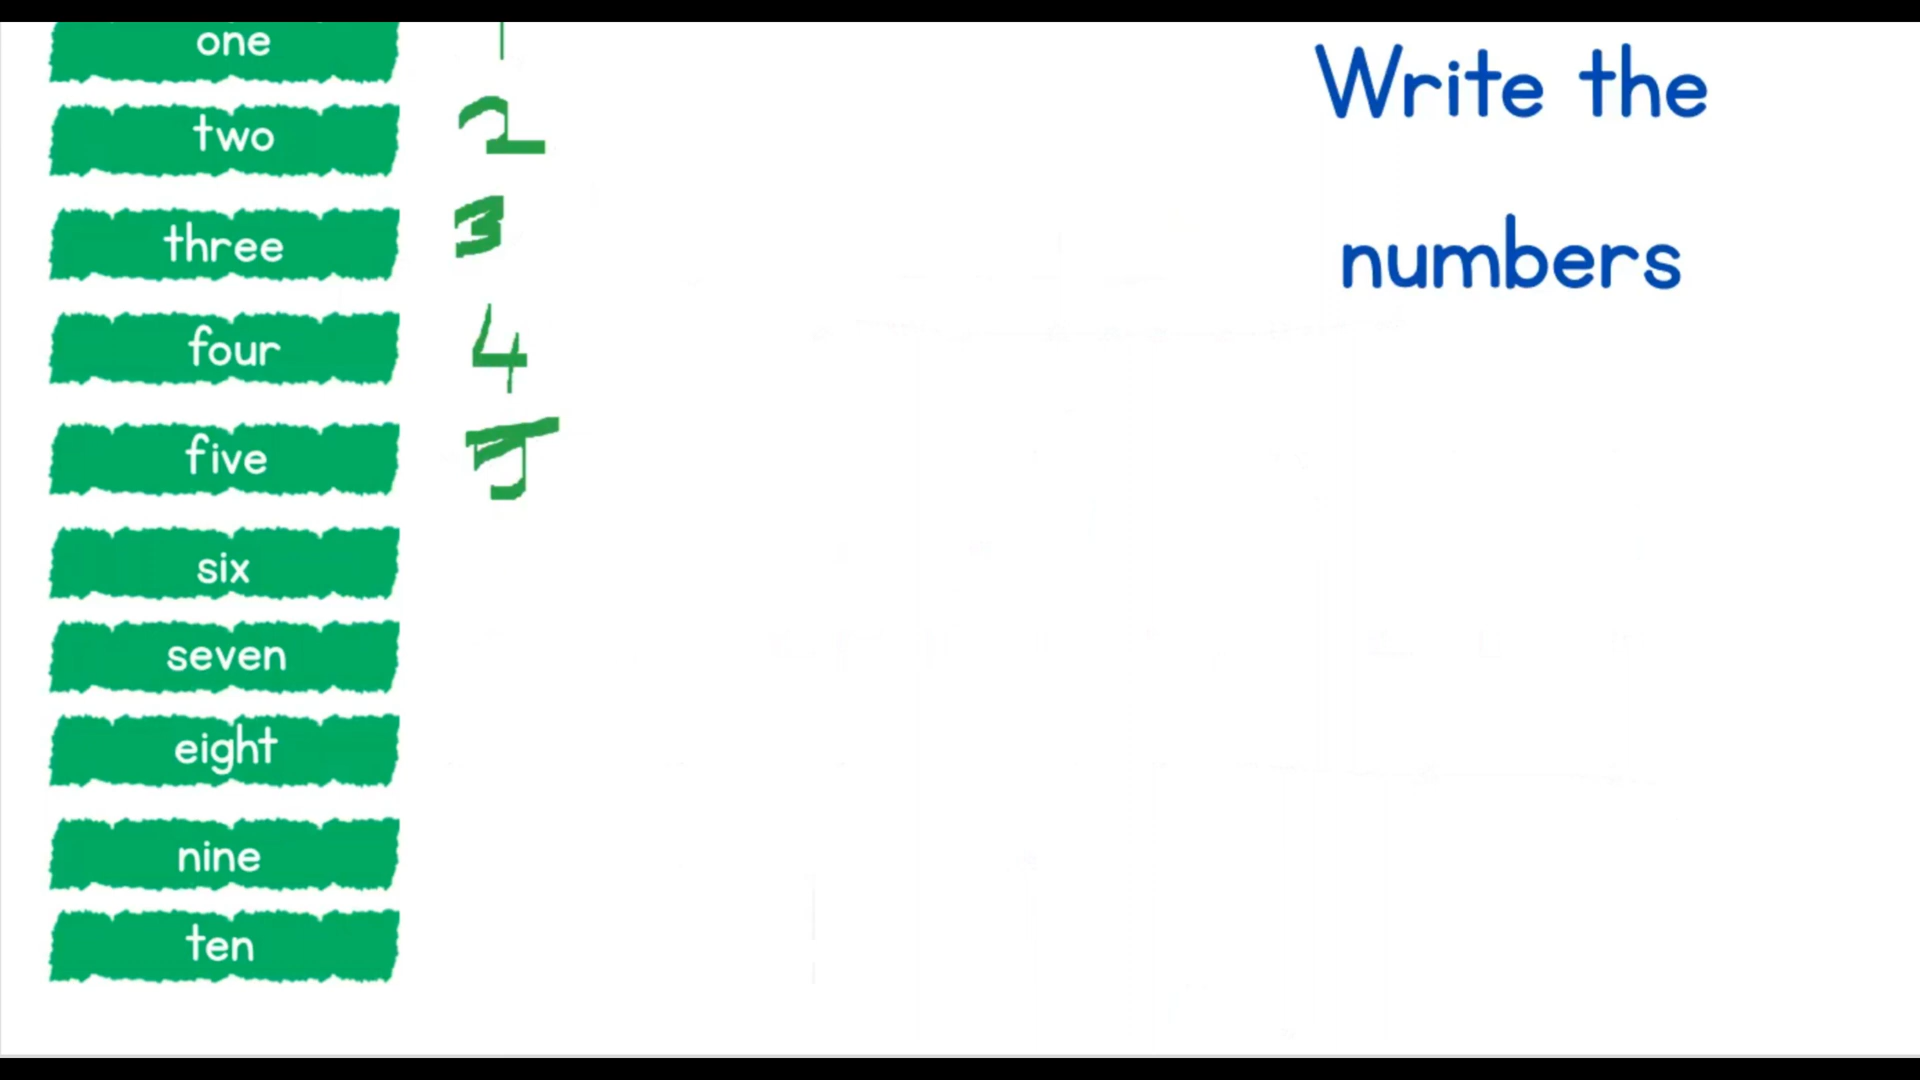 one 1
two 2
three 3
four 4
five 5
six
seven
eight
nine
ten
Write the
numbers